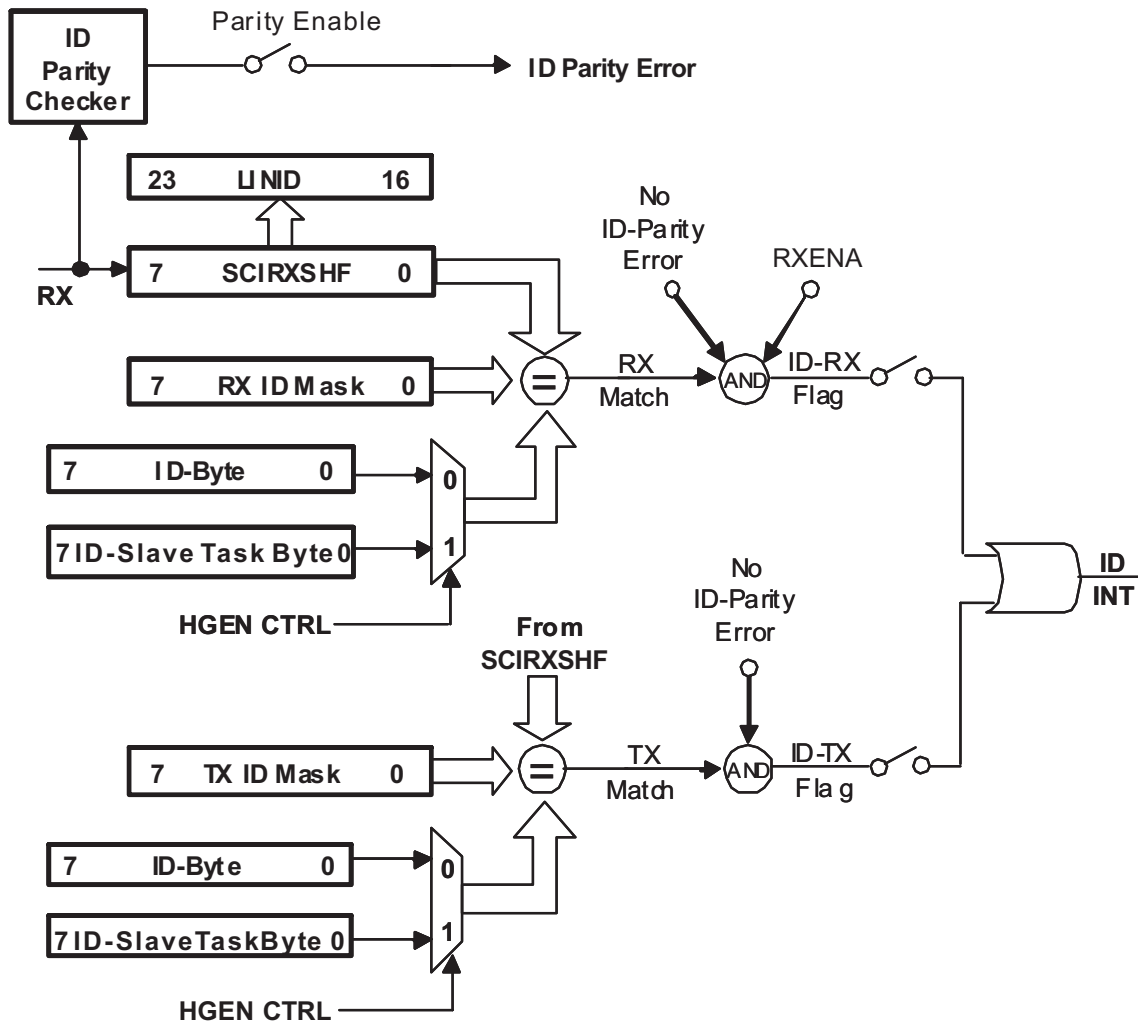 Parity Enable
ID
Parity
Checker
ID Parity Error
23 LINID 16
RX
7 SCIRXSHF 0
No
ID-Parity
Error
RXENA
7 RX ID Mask 0
=
RX
Match
AND
ID-RX
Flag
7 ID-Byte 0
0
7 ID-Slave Task Byte 0
1
HGEN CTRL
ID
INT
From
SCIRXSHF
No
ID-Parity
Error
7 TX ID Mask 0
=
TX
Match
AND
ID-TX
Flag
7 ID-Byte 0
0
7 ID-Slave Task Byte 0
1
HGEN CTRL